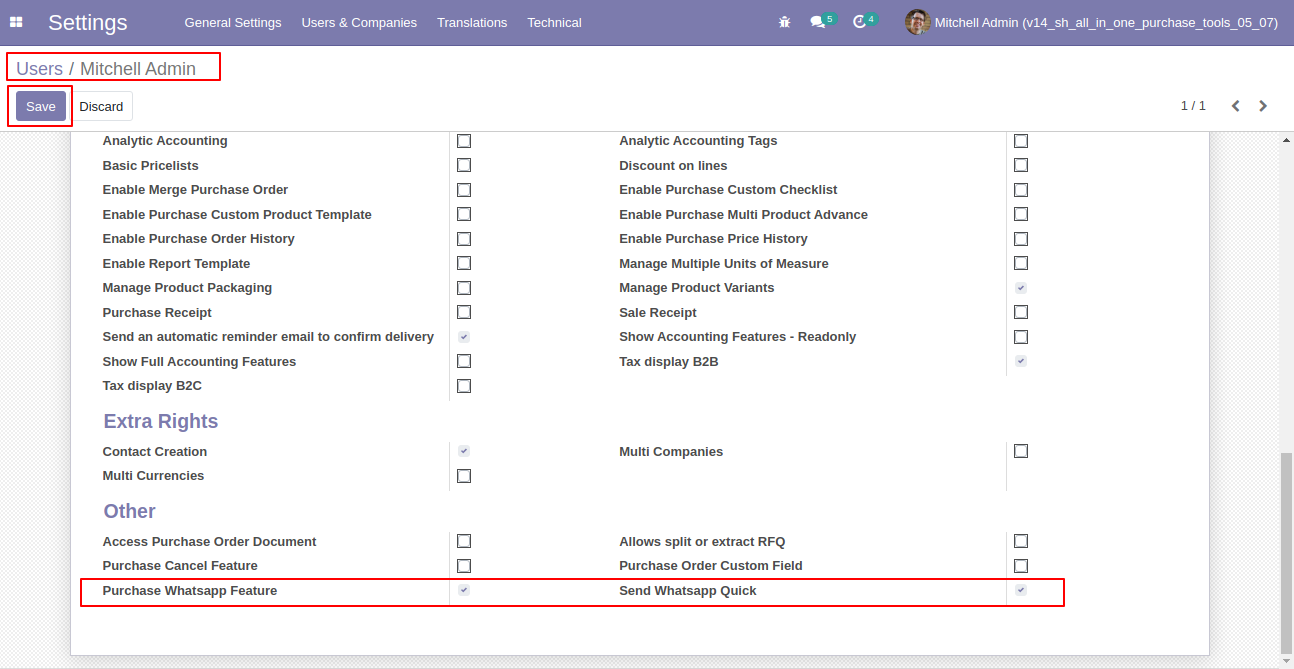 Settings General Settings Users & Companies Translations Technical 5 4 Mitchell Admin (v14_sh_all_in_one_purchase_tools_05_07)
Users / Mitchell Admin
Save Discard 1 / 1
Analytic Accounting Analytic Accounting Tags
Basic Pricelists Discount on lines
Enable Merge Purchase Order Enable Purchase Custom Checklist
Enable Purchase Custom Product Template Enable Purchase Multi Product Advance
Enable Purchase Order History Enable Purchase Price History
Enable Report Template Manage Multiple Units of Measure
Manage Product Packaging Manage Product Variants
Purchase Receipt Sale Receipt
Send an automatic reminder email to confirm delivery Show Accounting Features - Readonly
Show Full Accounting Features Tax display B2B
Tax display B2C
Extra Rights
Contact Creation Multi Companies
Multi Currencies
Other
Access Purchase Order Document Allows split or extract RFQ
Purchase Cancel Feature Purchase Order Custom Field
Purchase Whatsapp Feature Send Whatsapp Quick